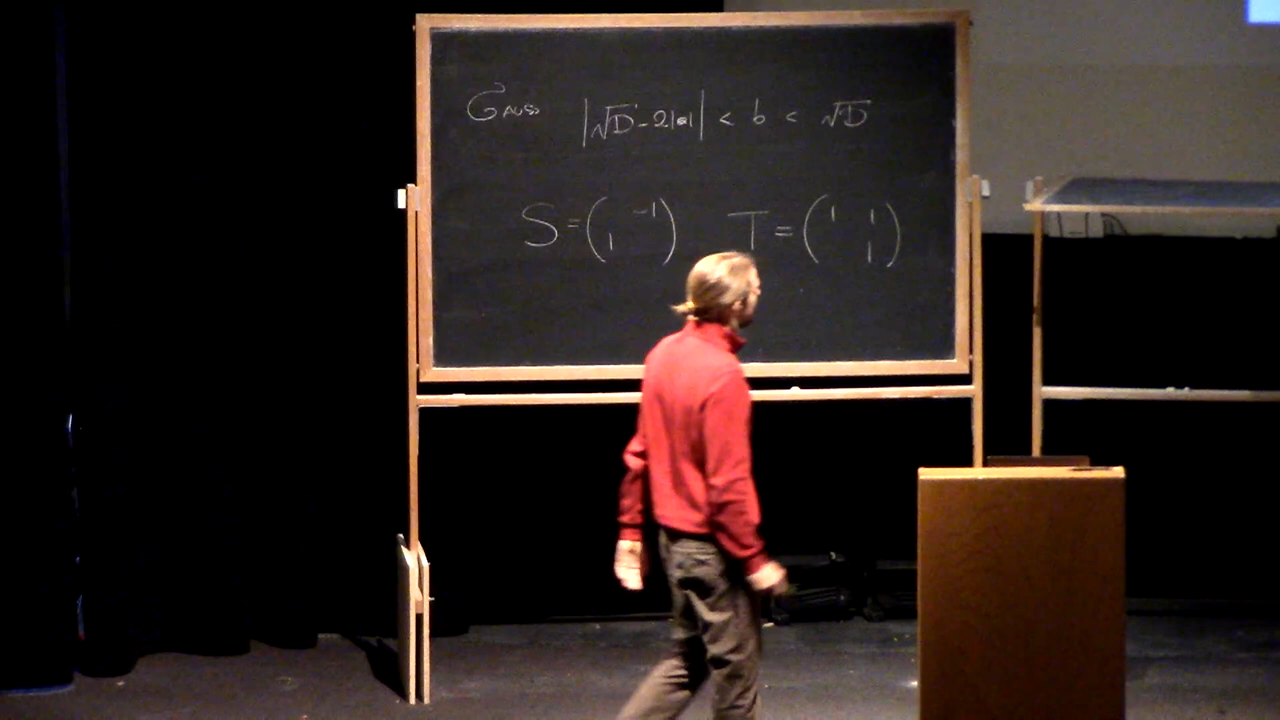 Gauss |√D - 2|a|| < b < √D
S = ( -1 1 ) T = ( 1 1 1 )